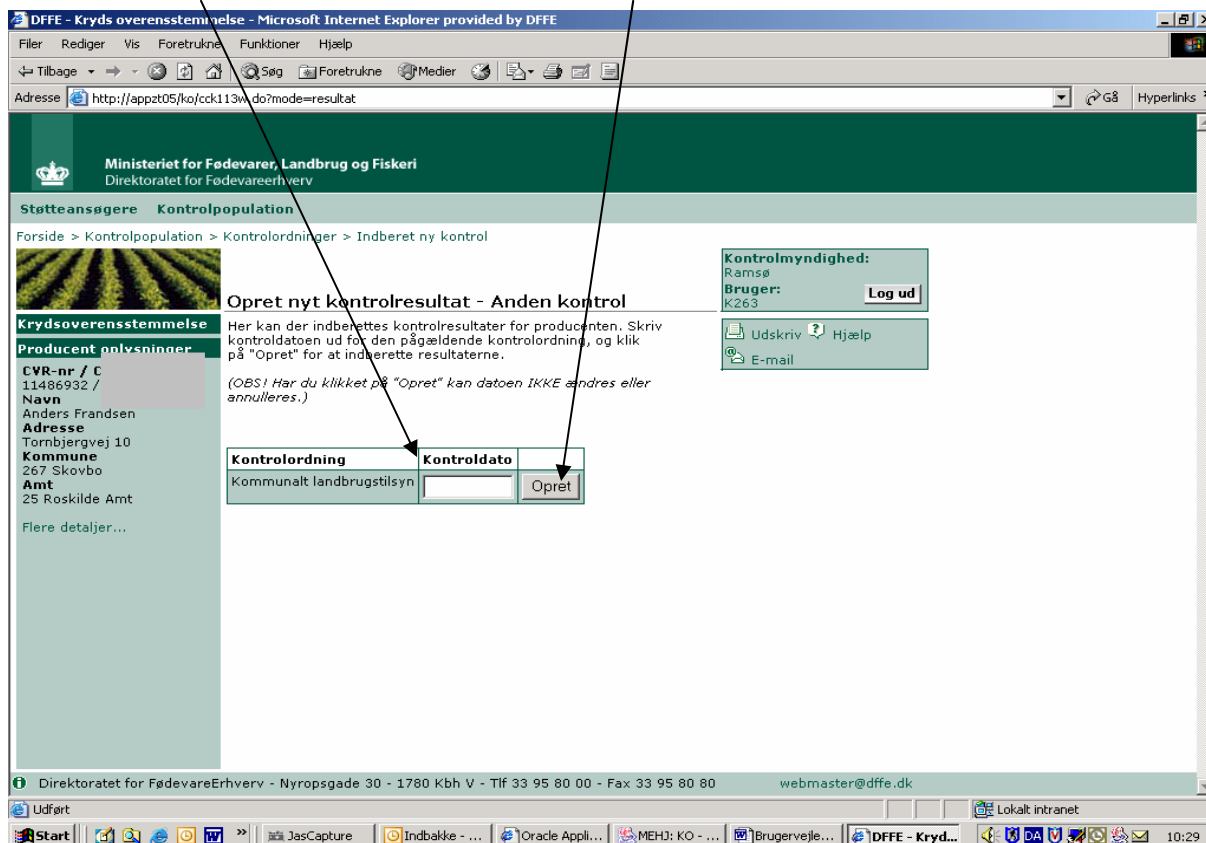 DFFE - Kryds overensstemmelse - Microsoft Internet Explorer provided by DFFE
Filer Rediger Vis Foretrukne Funktioner Hjælp
Tilbage Søg Foretrukne Medier
Adresse http://appzt05/ko/cck113w.do?mode=resultat Gå Hyperlinks
Ministeriet for Fødevarer, Landbrug og Fiskeri
Direktoratet for Fødevareerhverv
Støtteansøgere Kontrolpopulation
Forside > Kontrolpopulation > Kontrolordninger > Indberet ny kontrol
Kontrolmyndighed:
Ramsø
Bruger:
K263
Log ud
Udskriv Hjælp
E-mail
Opret nyt kontrolresultat - Anden kontrol
Her kan der indberettes kontrolresultater for producenten. Skriv
kontroldatoen ud for den pågældende kontrolordning, og klik
på "Opret" for at indberette resultaterne.
(OBS! Har du klikket på "Opret" kan datoen IKKE ændres eller
annulleres.)
Krydsoverensstemmelse
Producent oplysninger
CVR-nr / C
11486932 /
Navn
Anders Frandsen
Adresse
Tornbjergvej 10
Kommune
267 Skovbo
Amt
25 Roskilde Amt
Flere detaljer...
Kontrolordning Kontroldato
Kommunalt landbrugstilsyn Opret
Direktoratet for FødevareErhverv - Nyropsgade 30 - 1780 Kbh V - Tlf 33 95 80 00 - Fax 33 95 80 80 webmaster@dffe.dk
Udført Lokalt intranet
Start » JasCapture Indbakke - ... Oracle Appli... MEHJ: KO - ... Brugervejle... DFFE - Kryd... DA 10:29